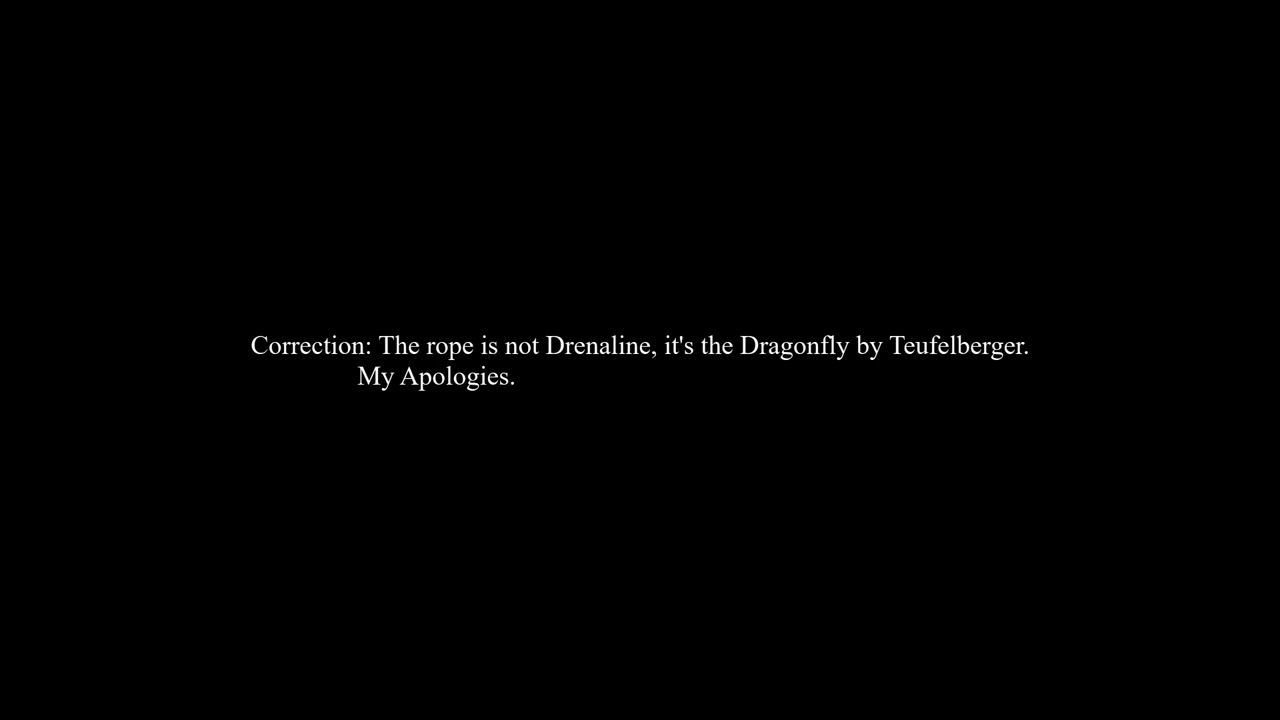 Correction: The rope is not Drenaline, it's the Dragonfly by Teufelberger.
My Apologies.